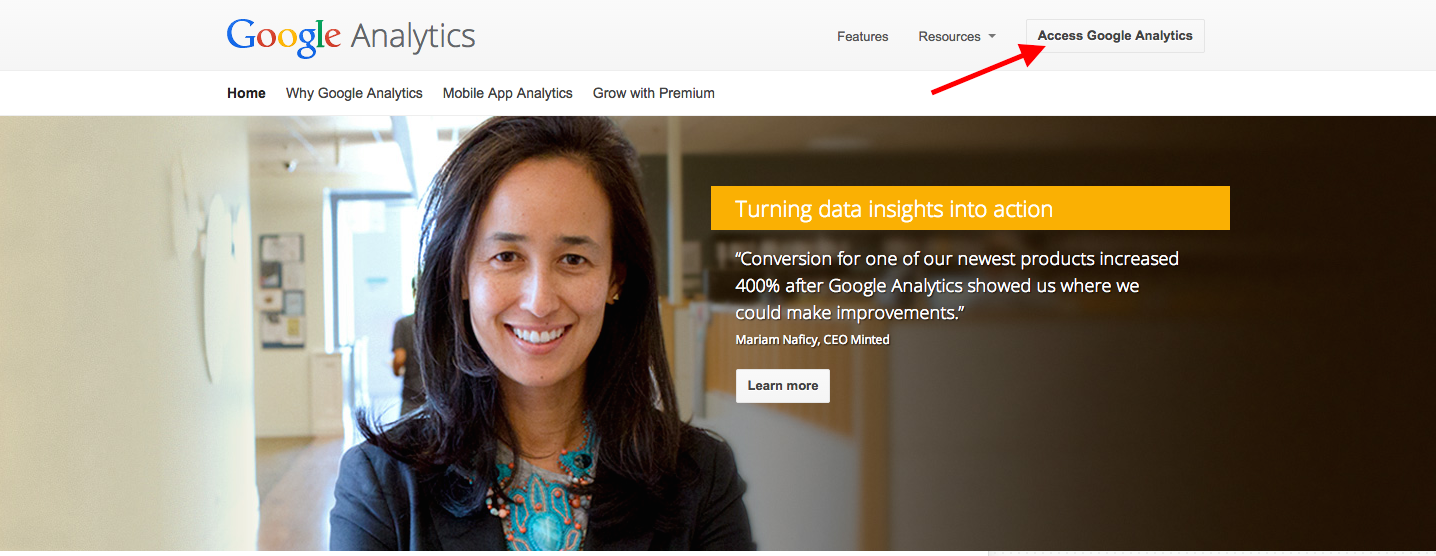 Google Analytics
Features
Resources
Access Google Analytics
Home
Why Google Analytics
Mobile App Analytics
Grow with Premium
Turning data insights into action
“Conversion for one of our newest products increased
400% after Google Analytics showed us where we
could make improvements.”
Mariam Naficy, CEO Minted
Learn more